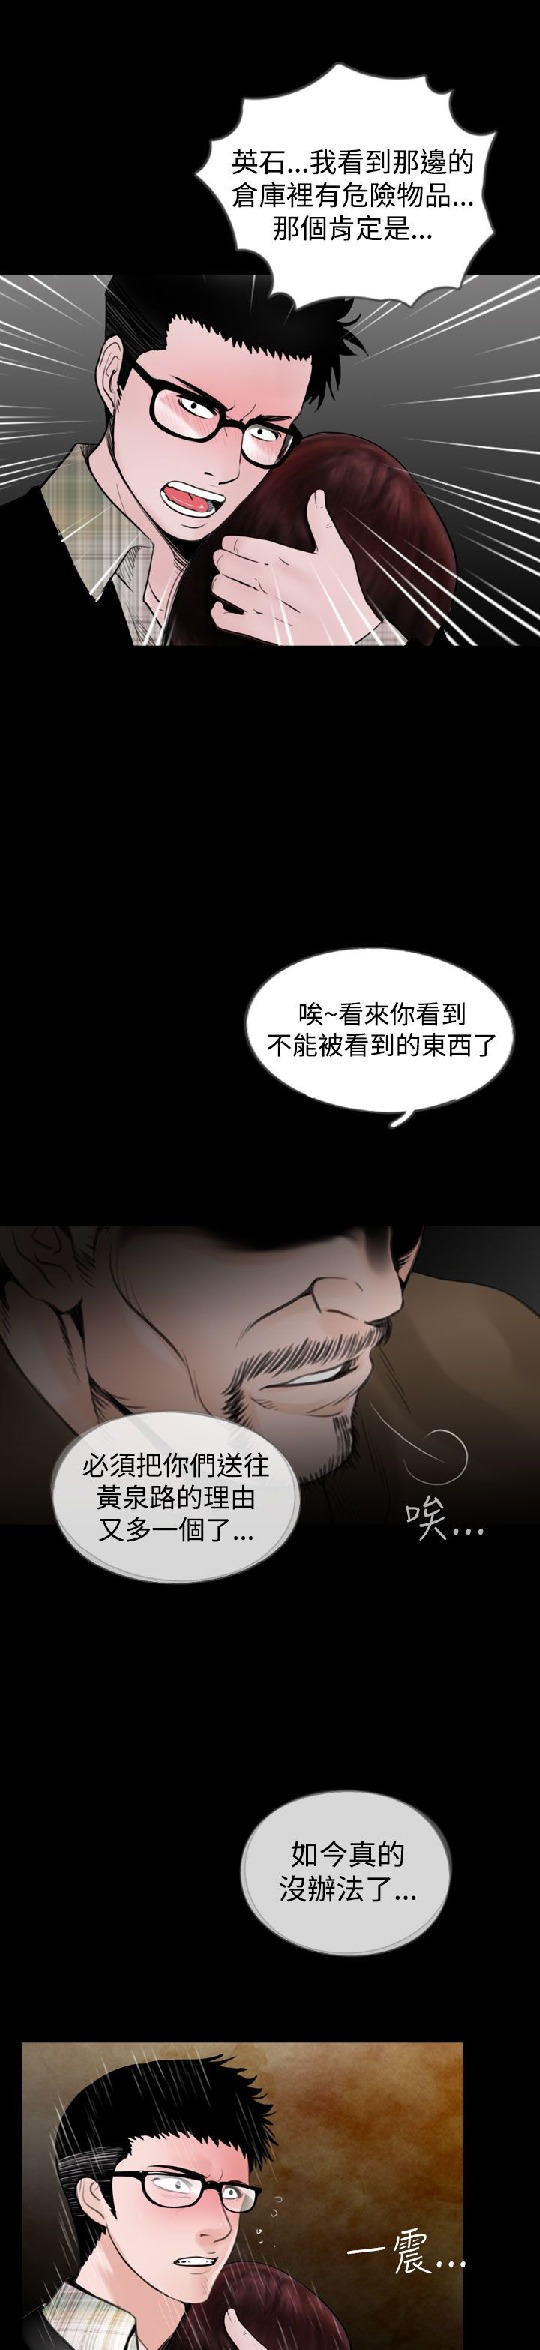 英石...我看到那邊的
倉庫裡有危險物品...
那個肯定是...
唉~看來你看到
不能被看到的東西了
必須把你們送往
黃泉路的理由
又多一個了...
唉...
如今真的
沒辦法了...
一震...